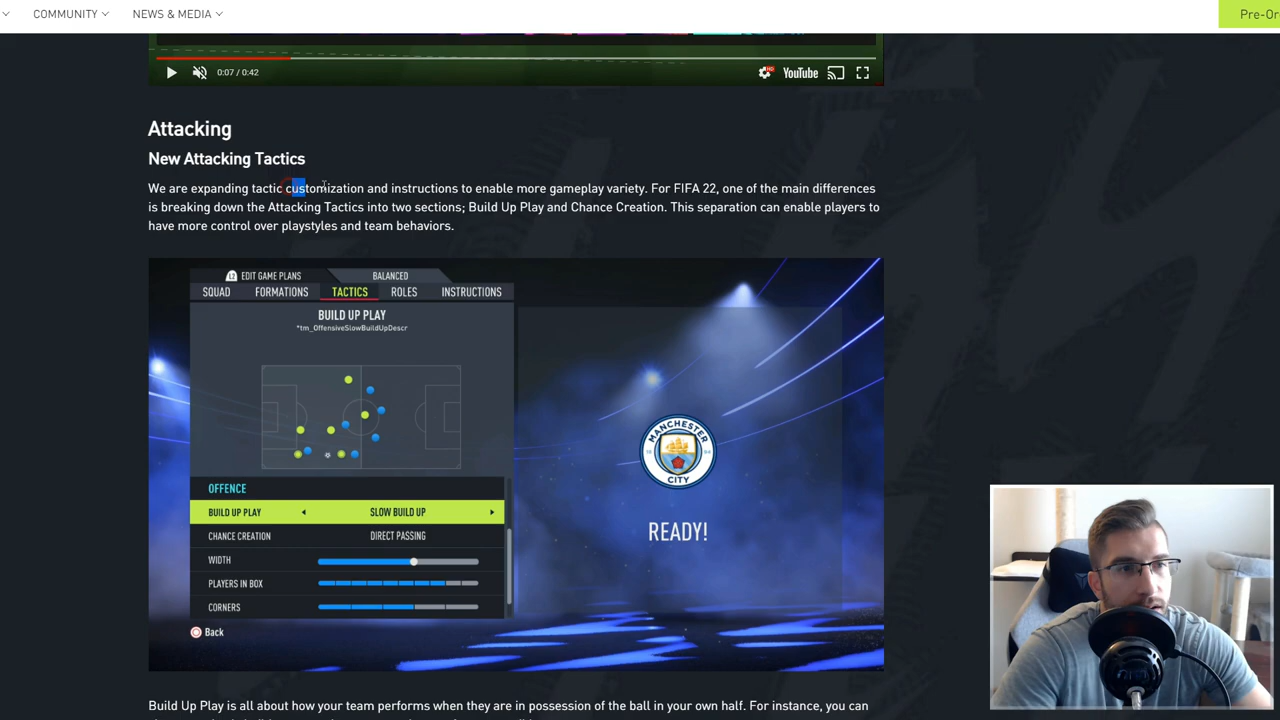 COMMUNITY
NEWS & MEDIA
0:07 / 0:42
HD
YouTube
Attacking
New Attacking Tactics
We are expanding tactic customization and instructions to enable more gameplay variety. For FIFA 22, one of the main differences
is breaking down the Attacking Tactics into two sections; Build Up Play and Chance Creation. This separation can enable players to
have more control over playstyles and team behaviors.
L2 EDIT GAME PLANS
BALANCED
SQUAD
FORMATIONS
TACTICS
ROLES
INSTRUCTIONS
BUILD UP PLAY
*tm_OffensiveSlowBuildUpDescr
OFFENCE
BUILD UP PLAY
SLOW BUILD UP
CHANCE CREATION
DIRECT PASSING
WIDTH
PLAYERS IN BOX
CORNERS
Back
MANCHESTER
18 94
CITY
READY!
Build Up Play is all about how your team performs when they are in possession of the ball in your own half. For instance, you can